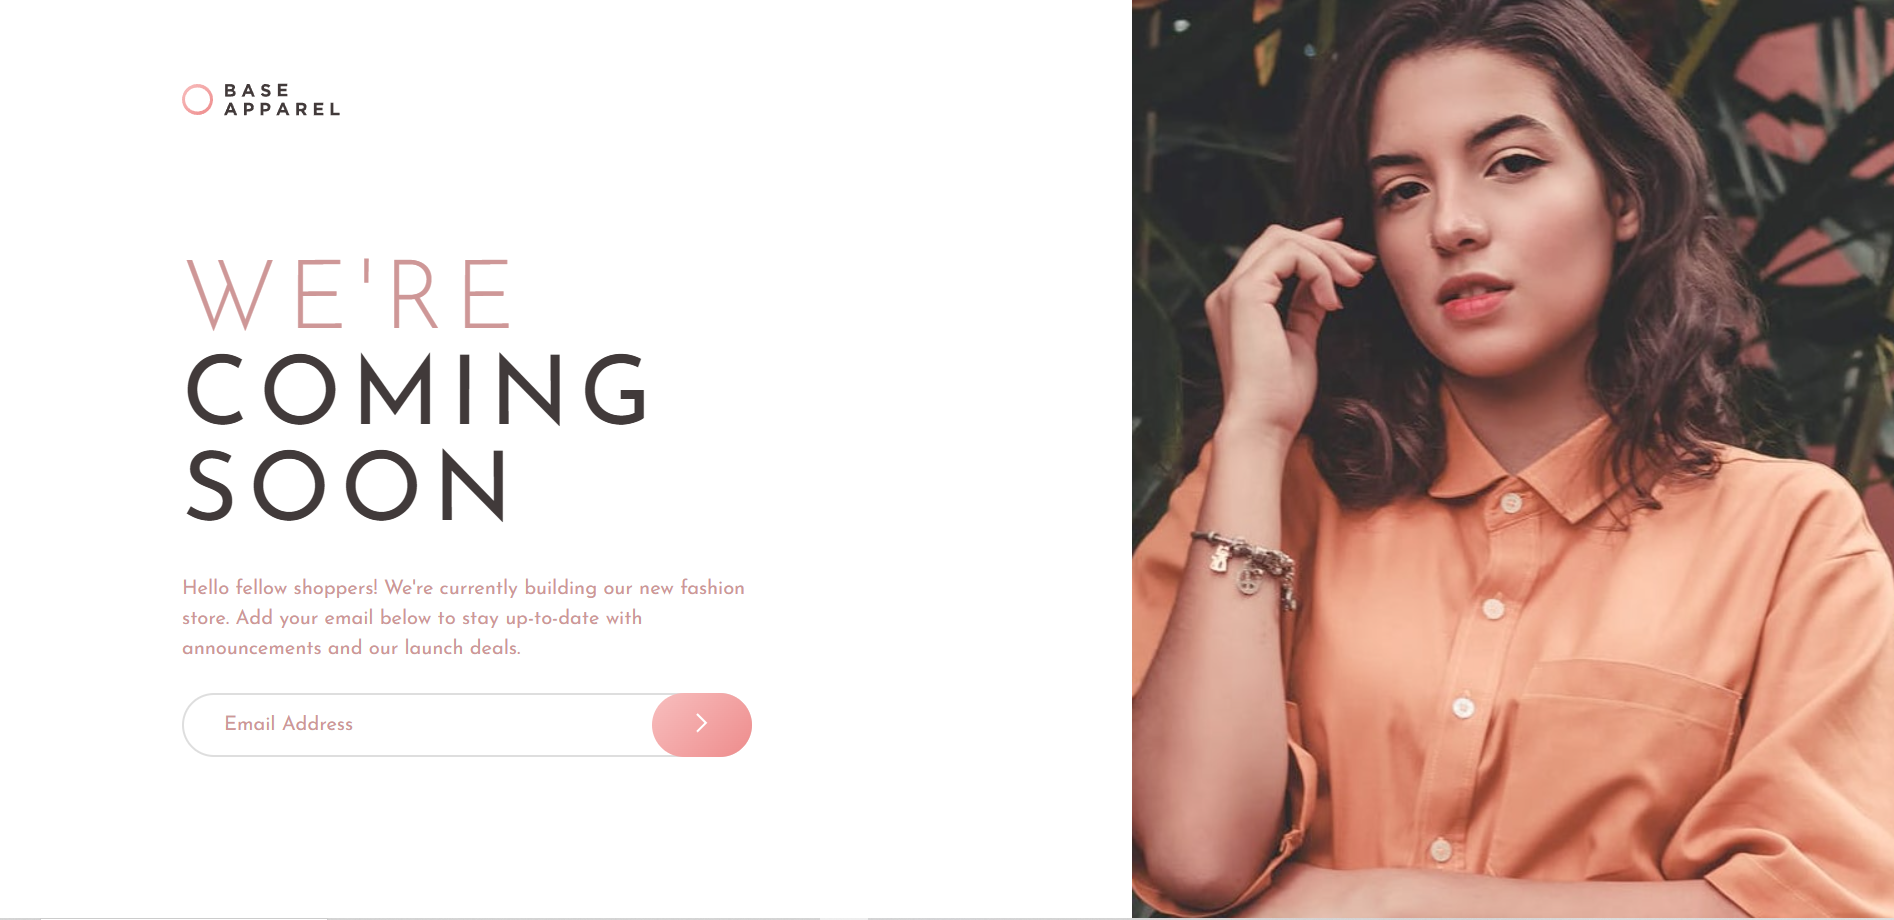 BASE
APPAREL
WE'RE
COMING
SOON
Hello fellow shoppers! We're currently building our new fashion
store. Add your email below to stay up-to-date with
announcements and our launch deals.
Email Address